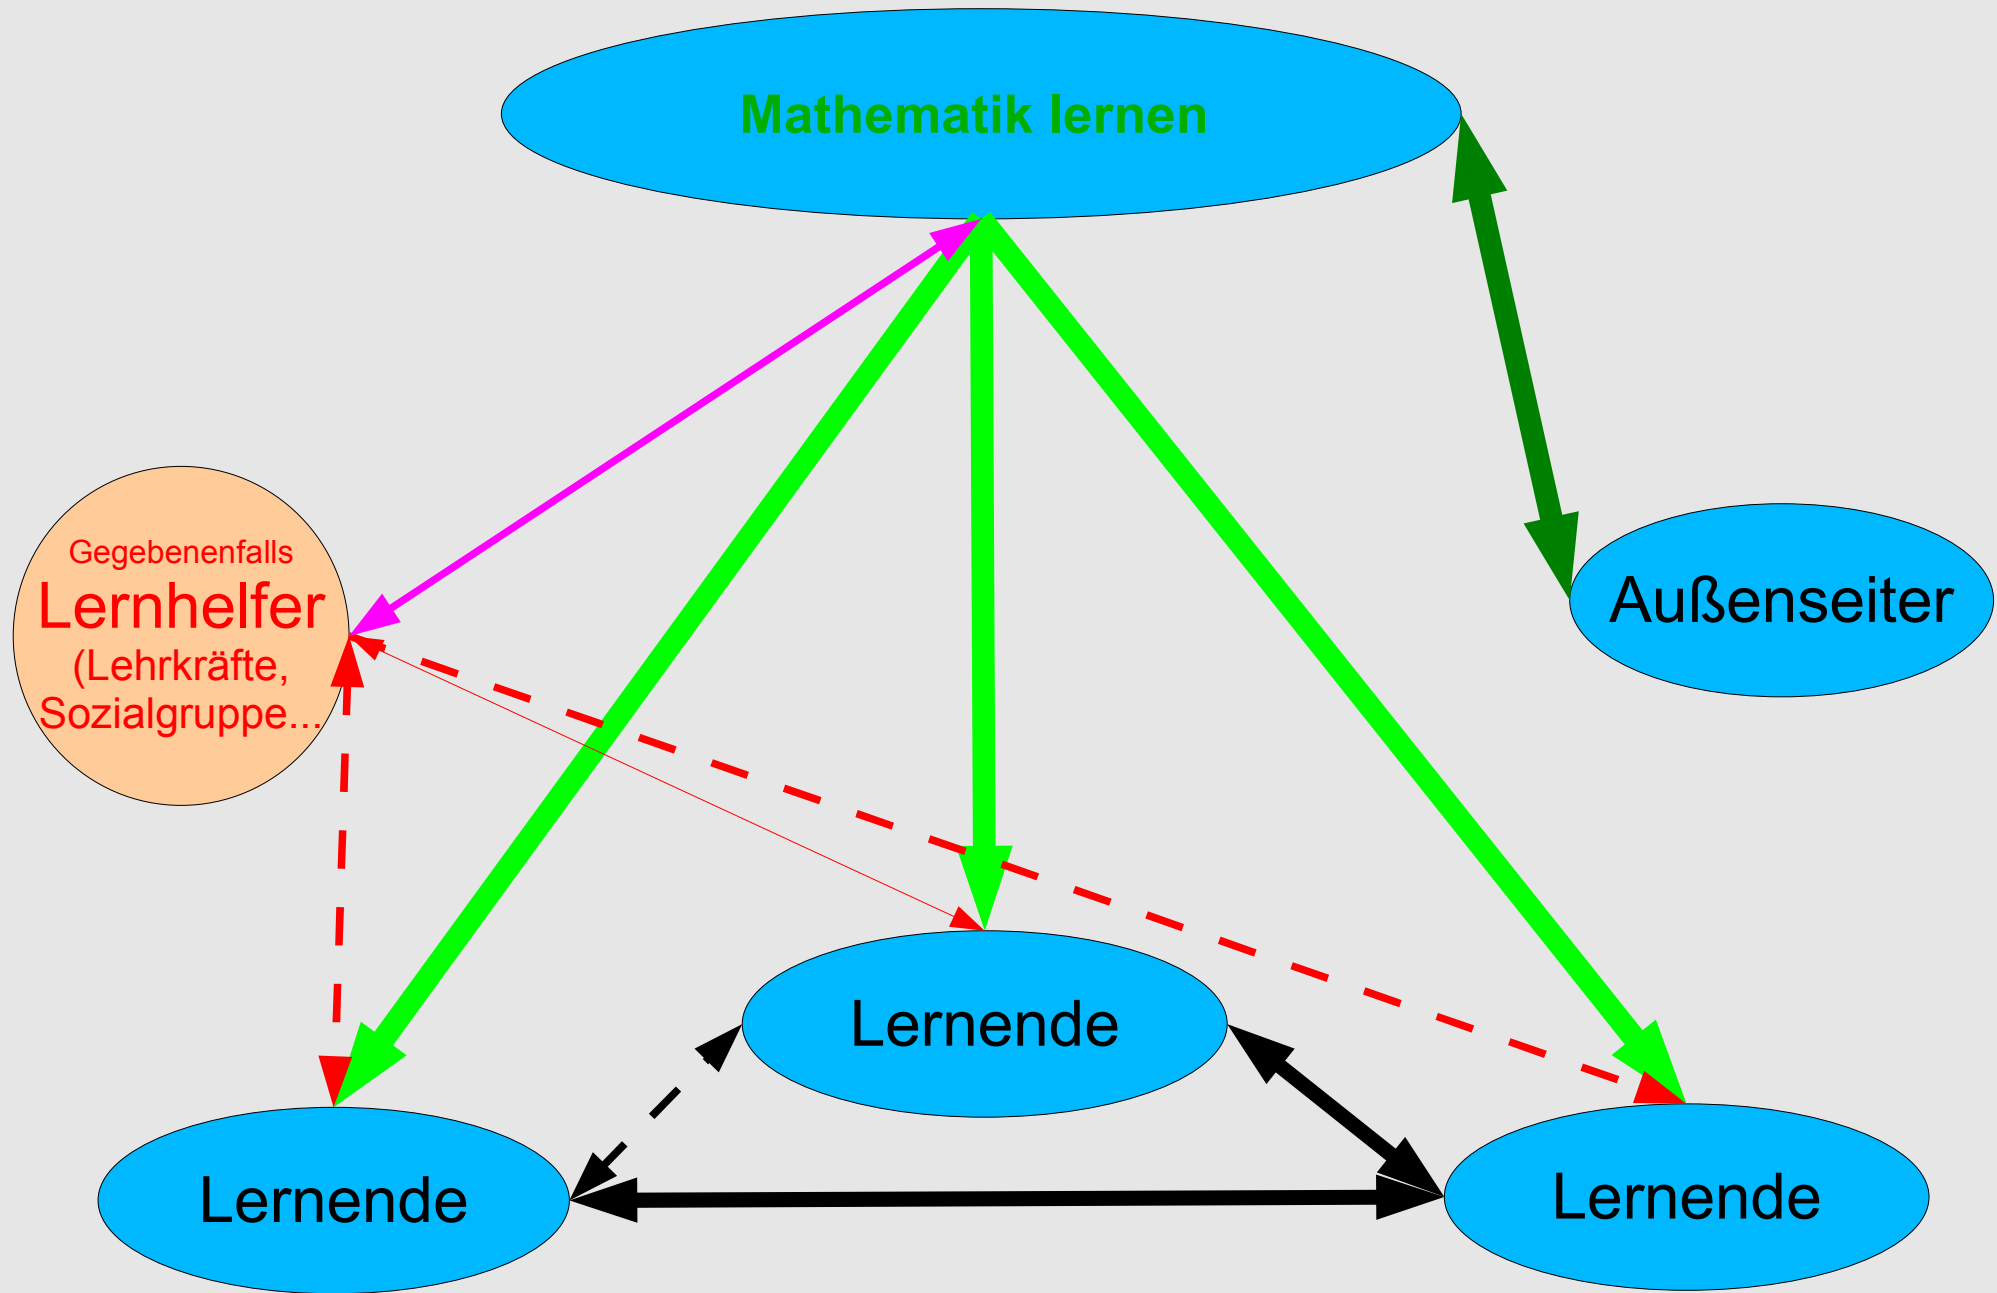 Mathematik lernen
Gegebenenfalls
Lernhelfer
(Lehrkräfte,
Sozialgruppe...
Außenseiter
Lernende
Lernende
Lernende